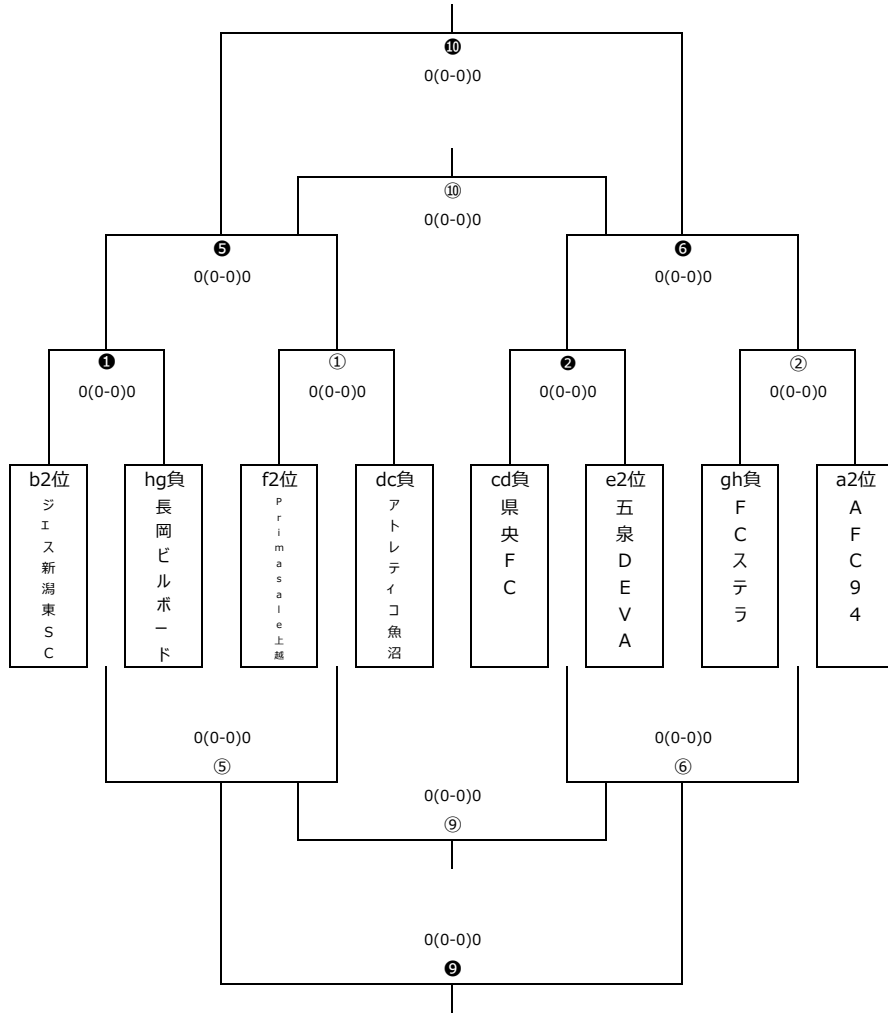 ❿
0(0-0)0
⑩
0(0-0)0
❺
0(0-0)0
❻
0(0-0)0
❶
0(0-0)0
①
0(0-0)0
❷
0(0-0)0
②
0(0-0)0
b2位
ジェス新潟東SC
hg負
長岡ビルボード
f2位
Primasale上越
dc負
アトレティコ魚沼
cd負
県央FC
e2位
五泉DEVA
gh負
FCステラ
a2位
AFC94
0(0-0)0
⑤
0(0-0)0
⑥
0(0-0)0
⑨
0(0-0)0
❾